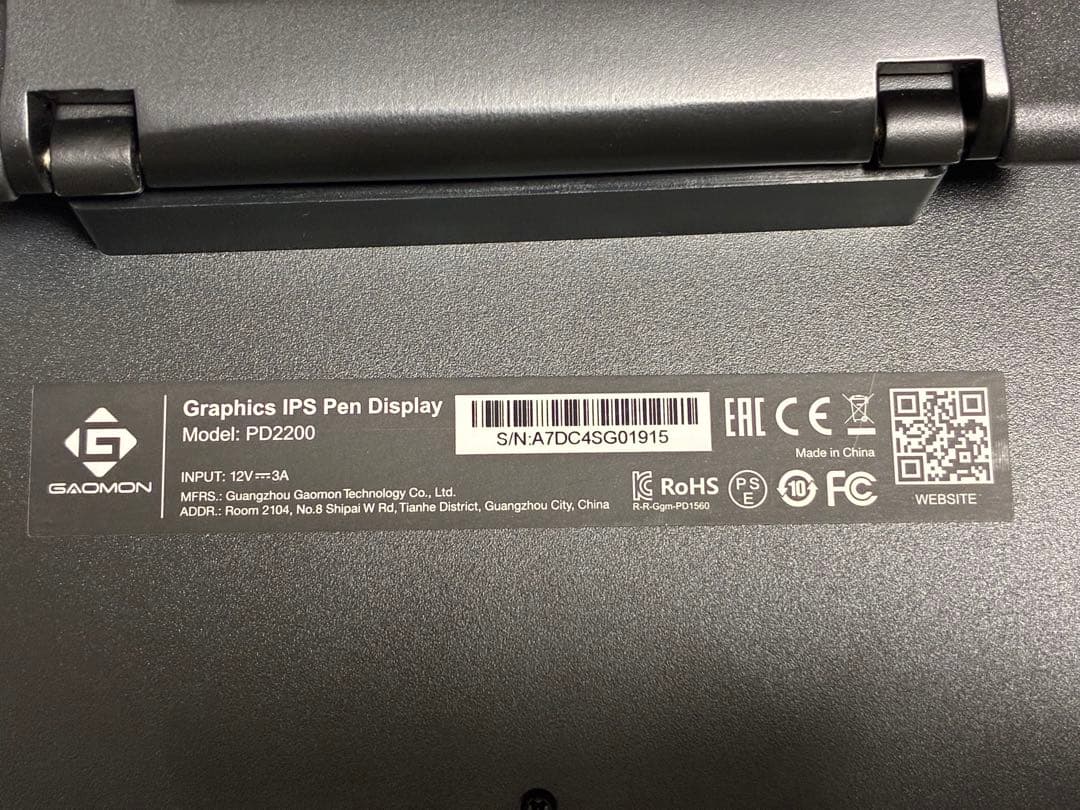 GAOMON
Graphics IPS Pen Display
Model: PD2200
INPUT: 12V⎓3A
MFRS.: Guangzhou Gaomon Technology Co., Ltd.
ADDR.: Room 2104, No.8 Shipai W Rd, Tianhe District, Guangzhou City, China
S/N:A7DC4SG01915
EAC CE
Made in China
RoHS PSE 10 FC
R-R-Ggm-PD1560
WEBSITE